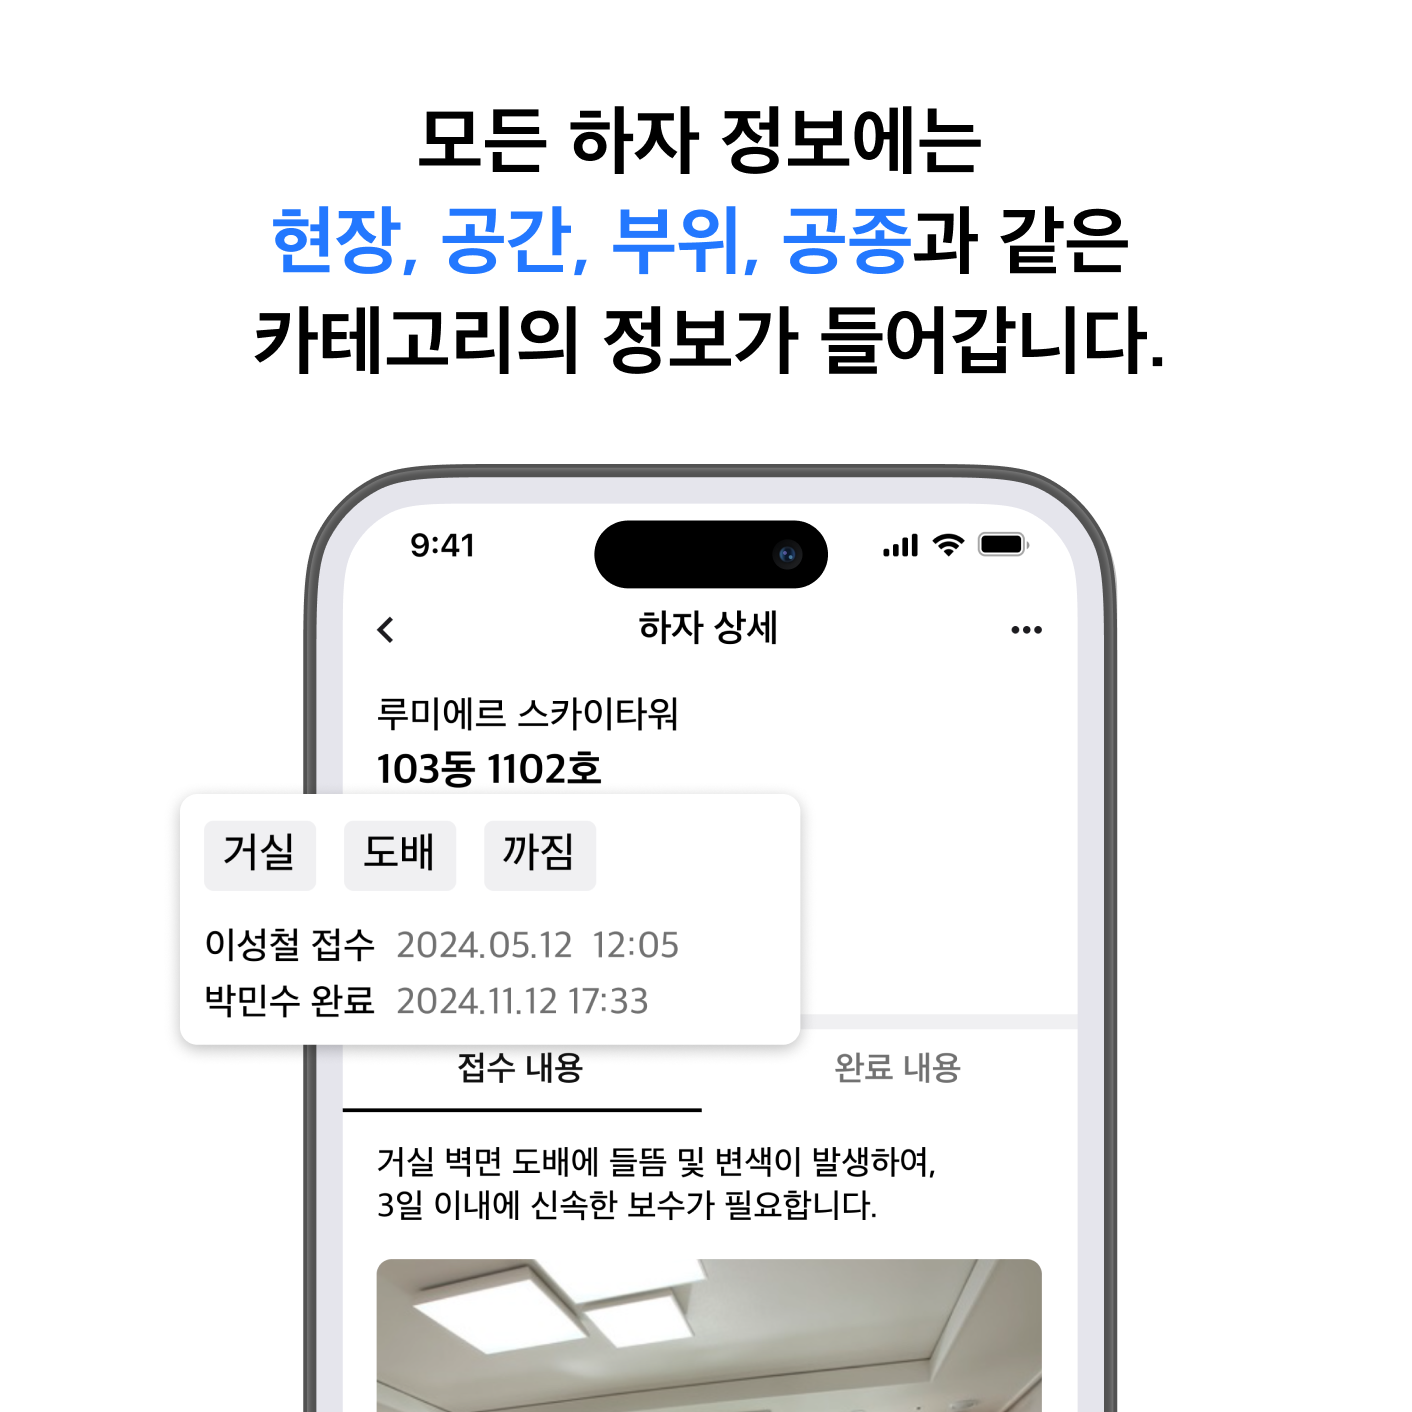 모든 하자 정보에는
현장, 공간, 부위, 공종과 같은
카테고리의 정보가 들어갑니다.
9:41
하자 상세
루미에르 스카이타워
103동 1102호
거실 도배 까짐
이성철 접수 2024.05.12 12:05
박민수 완료 2024.11.12 17:33
접수 내용 완료 내용
거실 벽면 도배에 들뜸 및 변색이 발생하여,
3일 이내에 신속한 보수가 필요합니다.